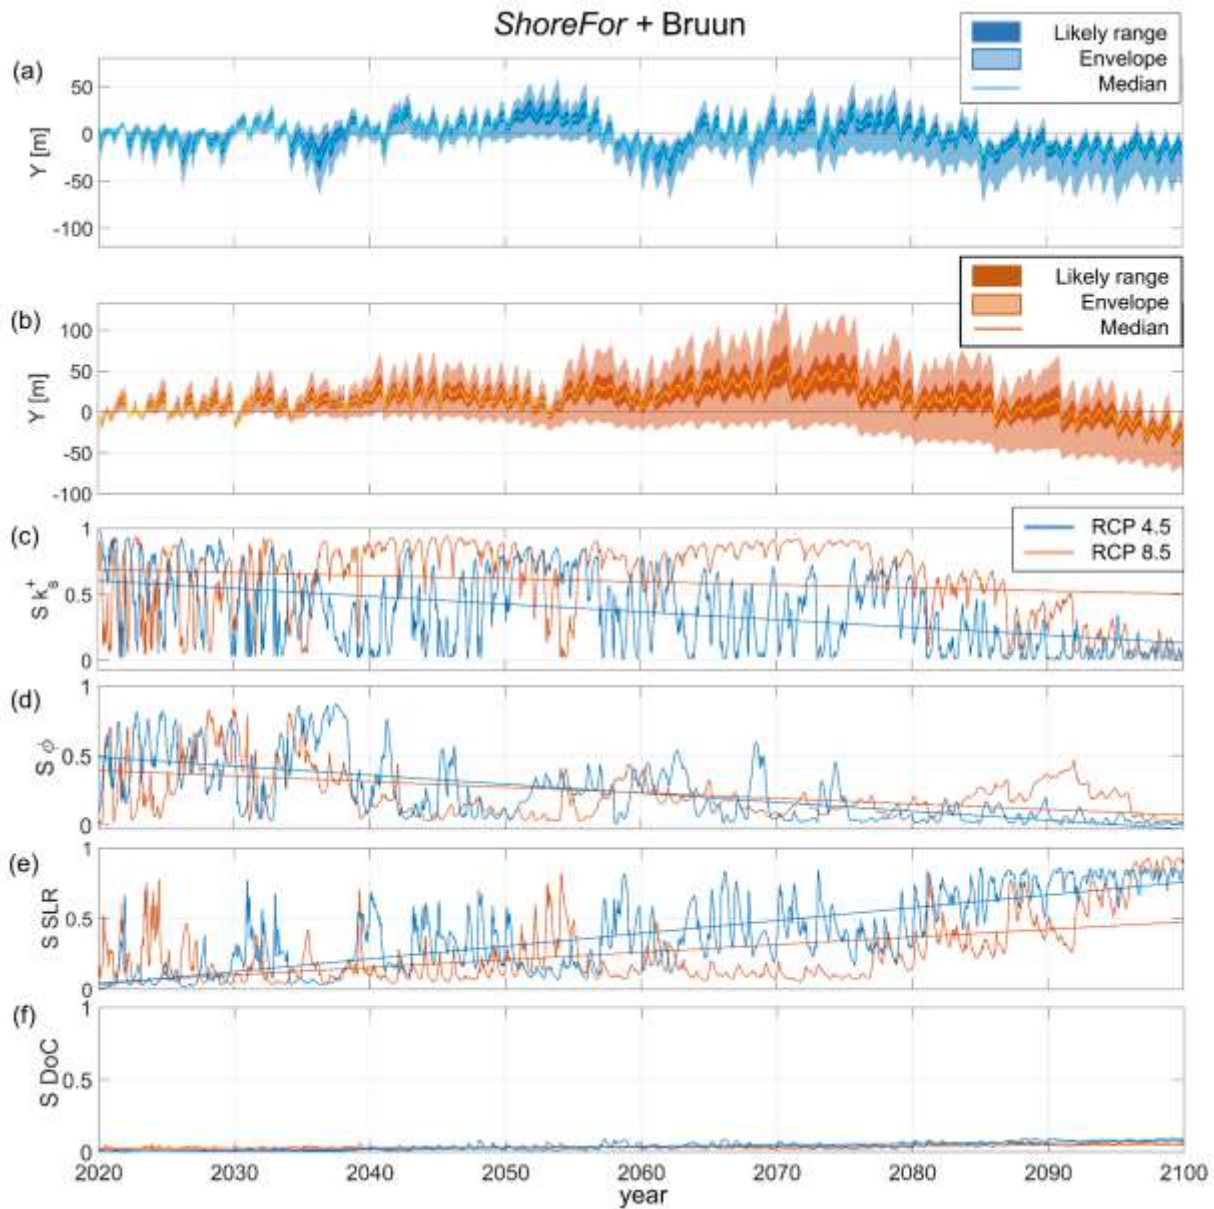 ShoreFor + Bruun
Likely range
Envelope
Median
(a)
50
0
-50
-100
Y [m]
Likely range
Envelope
Median
(b)
100
50
0
-50
-100
Y [m]
RCP 4.5
RCP 8.5
(c)
1
0.5
0
S k_s^+
(d)
1
0.5
0
S ϕ
(e)
1
0.5
0
S SLR
(f)
1
0.5
0
S DoC
2020 2030 2040 2050 2060 2070 2080 2090 2100
year